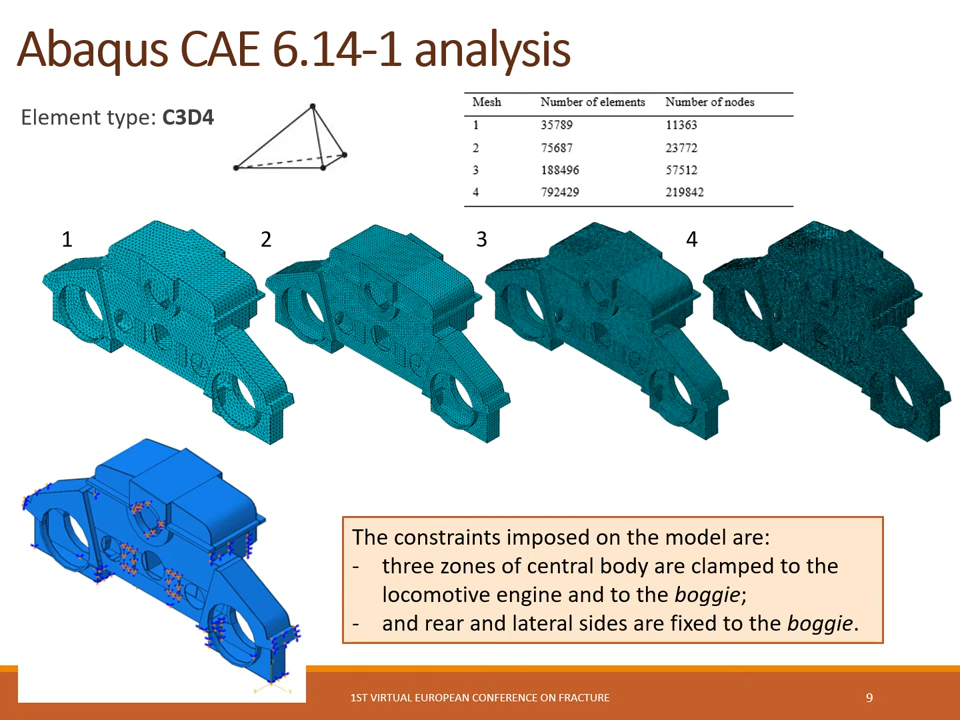 Abaqus CAE 6.14-1 analysis
Element type: C3D4
Mesh Number of elements Number of nodes
1 35789 11363
2 75687 23772
3 188496 57512
4 792429 219842
1 2 3 4
The constraints imposed on the model are:
- three zones of central body are clamped to the
locomotive engine and to the boggie;
- and rear and lateral sides are fixed to the boggie.
1ST VIRTUAL EUROPEAN CONFERENCE ON FRACTURE 9